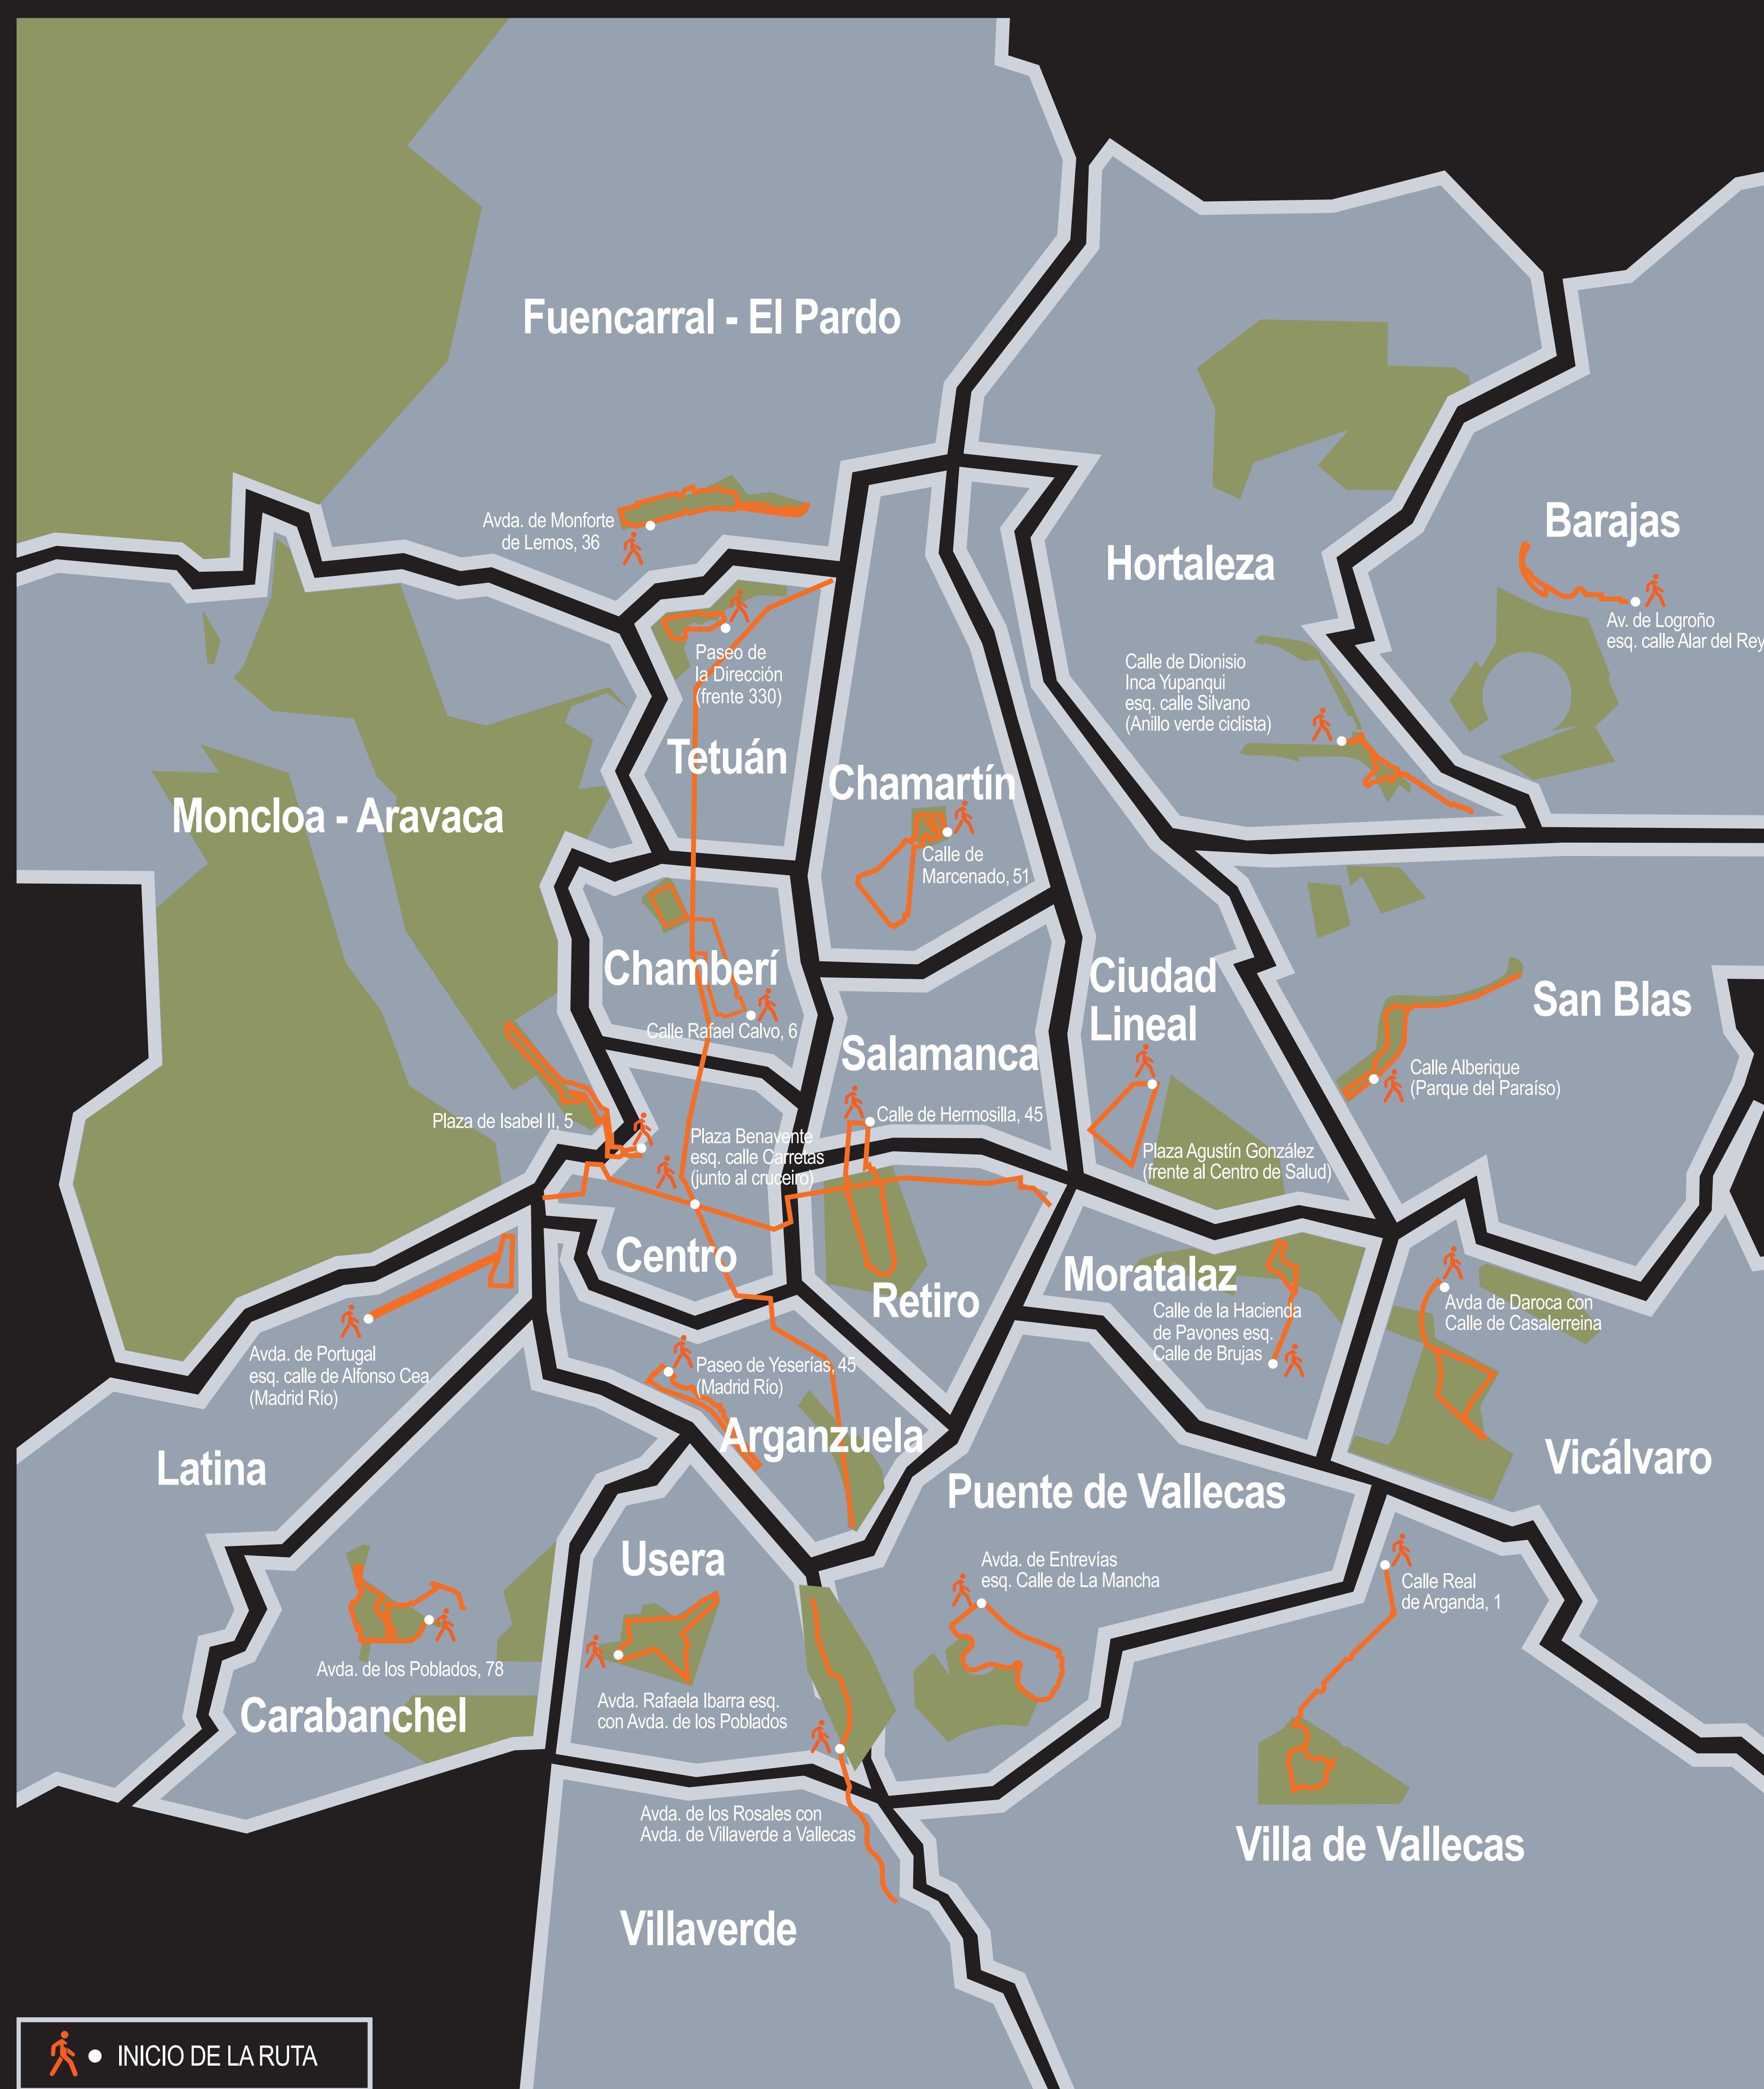 Fuencarral - El Pardo
Avda. de Monforte
de Lemos, 36
Hortaleza
Barajas
Av. de Logroño
esq. calle Alar del Rey
Calle de Dionisio
Inca Yupanqui
esq. calle Silvano
(Anillo verde ciclista)
Paseo de
la Dirección
(frente 330)
Tetuán
Chamartín
Calle de
Marcenado, 51
Moncloa - Aravaca
Chamberí
Calle Rafael Calvo, 6
Ciudad
Lineal
San Blas
Calle Alberique
(Parque del Paraíso)
Salamanca
Calle de Hermosilla, 45
Plaza de Isabel II, 5
Plaza Benavente
esq. calle Carretas
(junto al cruceiro)
Plaza Agustín González
(frente al Centro de Salud)
Centro
Retiro
Moratalaz
Calle de la Hacienda
de Pavones esq.
Calle de Brujas
Avda de Daroca con
Calle de Casalerreina
Avda. de Portugal
esq. calle de Alfonso Cea
(Madrid Río)
Paseo de Yeserías, 45
(Madrid Río)
Arganzuela
Latina
Vicálvaro
Puente de Vallecas
Usera
Avda. de Entrevías
esq. Calle de La Mancha
Calle Real
de Arganda, 1
Avda. de los Poblados, 78
Carabanchel
Avda. Rafaela Ibarra esq.
con Avda. de los Poblados
Avda. de los Rosales con
Avda. de Villaverde a Vallecas
Villa de Vallecas
Villaverde
INICIO DE LA RUTA